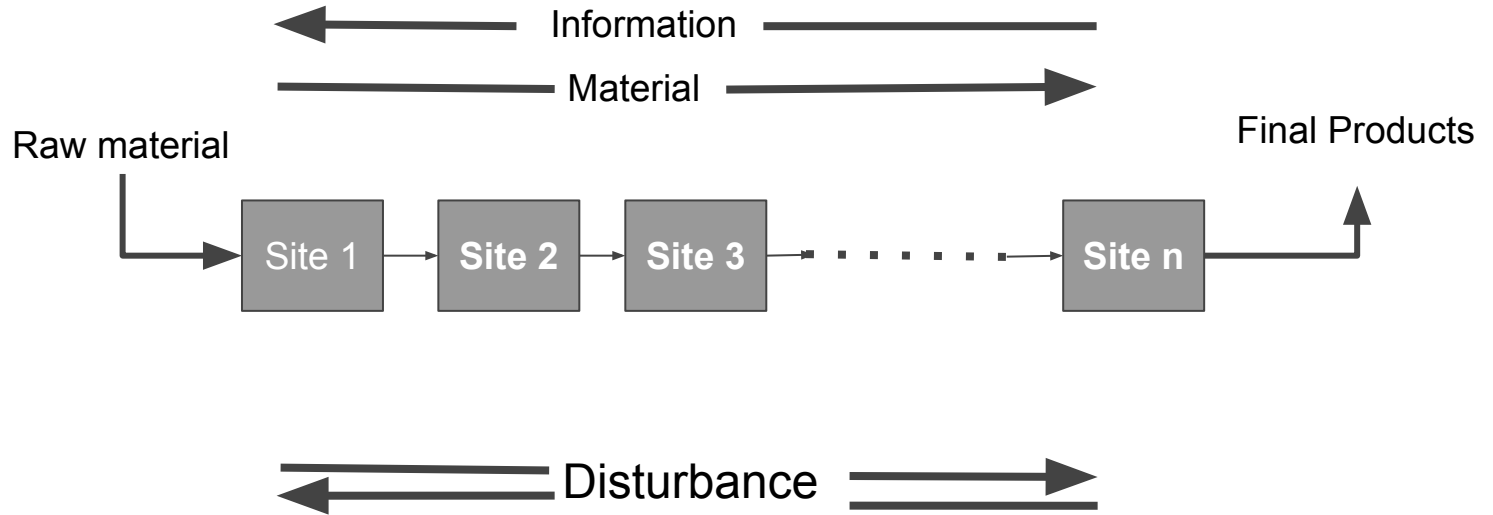 Information
Material
Raw material
Final Products
Site 1
Site 2
Site 3
Site n
Disturbance